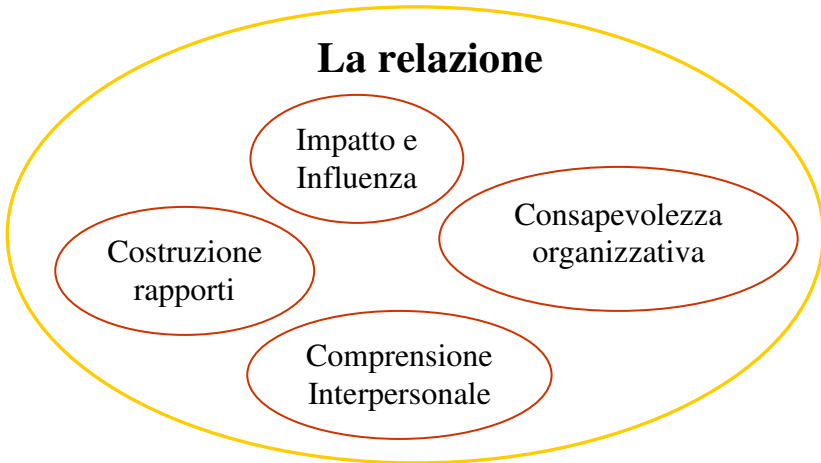 La relazione
Impatto e
Influenza
Consapevolezza
organizzativa
Costruzione
rapporti
Comprensione
Interpersonale